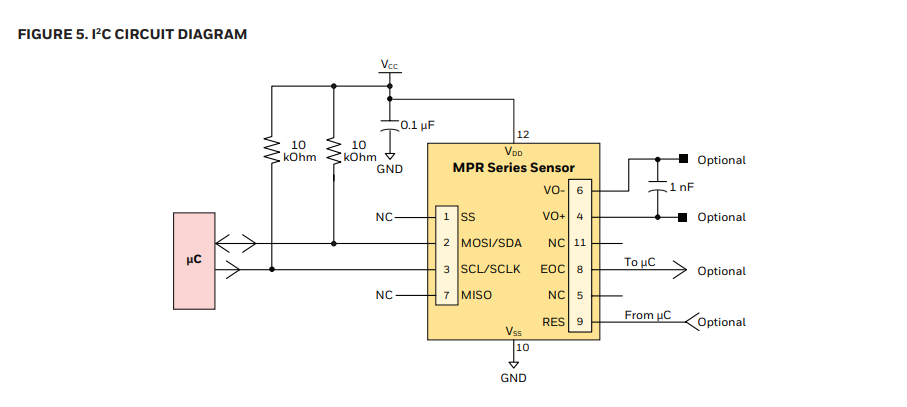 FIGURE 5. I²C CIRCUIT DIAGRAM
Vcc
0.1 µF
GND
10
kOhm
10
kOhm
12
VDD
MPR Series Sensor
µC
NC
1
SS
2
MOSI/SDA
3
SCL/SCLK
NC
7
MISO
VO-
6
VO+
4
NC
11
EOC
8
NC
5
RES
9
Vss
10
GND
Optional
1 nF
Optional
To µC
Optional
From µC
Optional